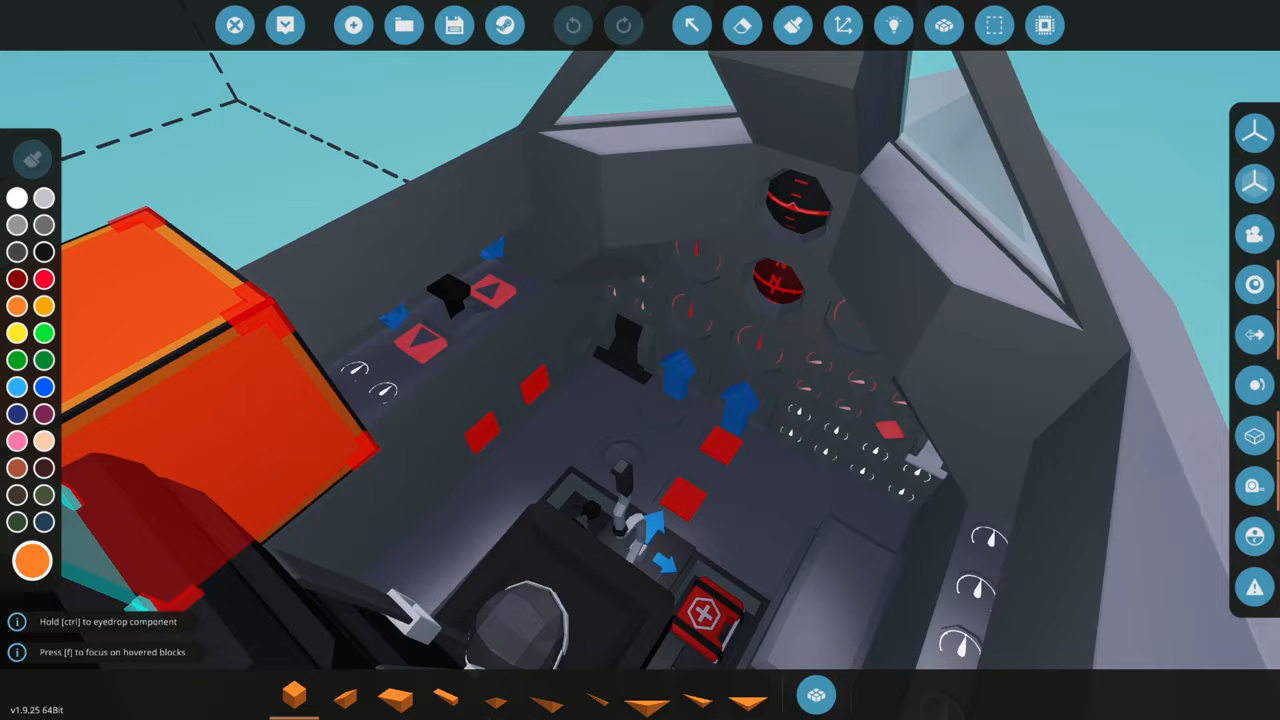 Hold [ctrl] to eyedrop component
Press [f] to focus on hovered blocks
v1.9.25 64Bit